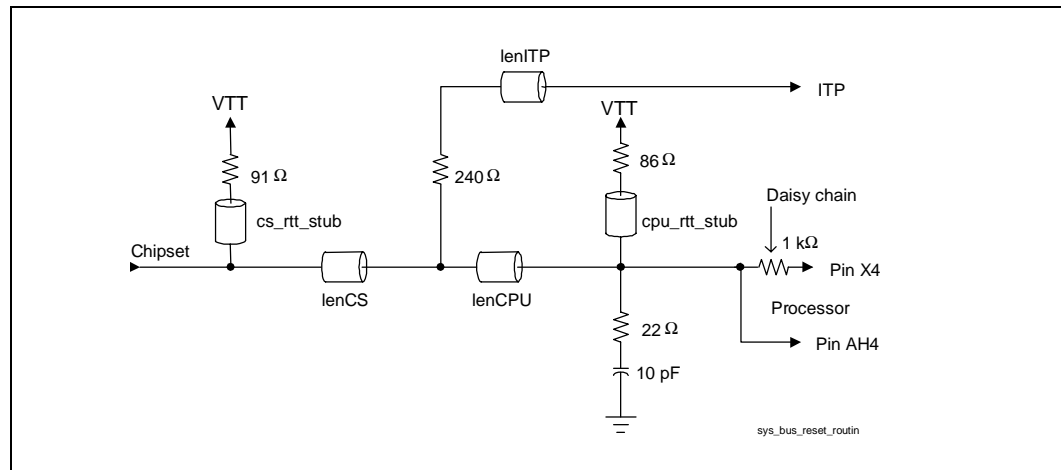 lenITP
ITP
VTT
VTT
91 Ω
240 Ω
86 Ω
Daisy chain
cs_rtt_stub
cpu_rtt_stub
1 kΩ
Chipset
Pin X4
lenCS
lenCPU
Processor
22 Ω
Pin AH4
10 pF
sys_bus_reset_routin